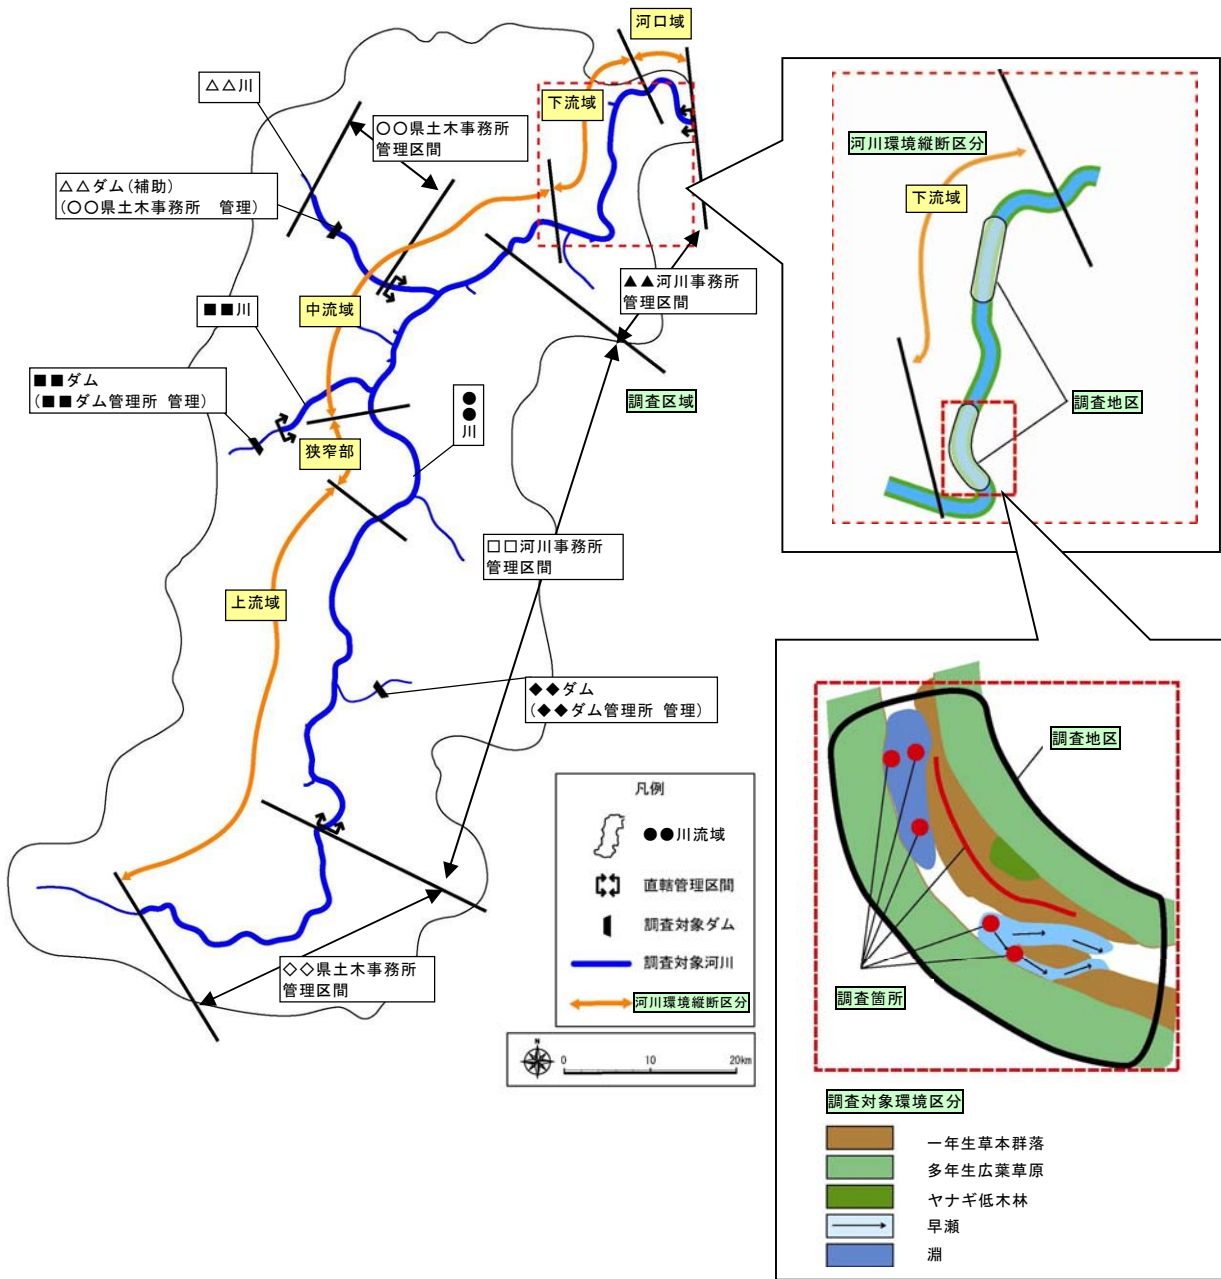 河口域
△△川
下流域
○○県土木事務所
管理区間
△△ダム(補助)
(○○県土木事務所 管理)
▲▲河川事務所
管理区間
■■川
中流域
■■ダム
(■■ダム管理所 管理)
●●川
調査区域
狭窄部
□□河川事務所
管理区間
上流域
◆◆ダム
(◆◆ダム管理所 管理)
◇◇県土木事務所
管理区間
凡例
●●川流域
直轄管理区間
調査対象ダム
調査対象河川
河川環境縦断区分
N
0 10 20km
河川環境縦断区分
下流域
調査地区
調査地区
調査箇所
調査対象環境区分
一年生草本群落
多年生広葉草原
ヤナギ低木林
早瀬
淵